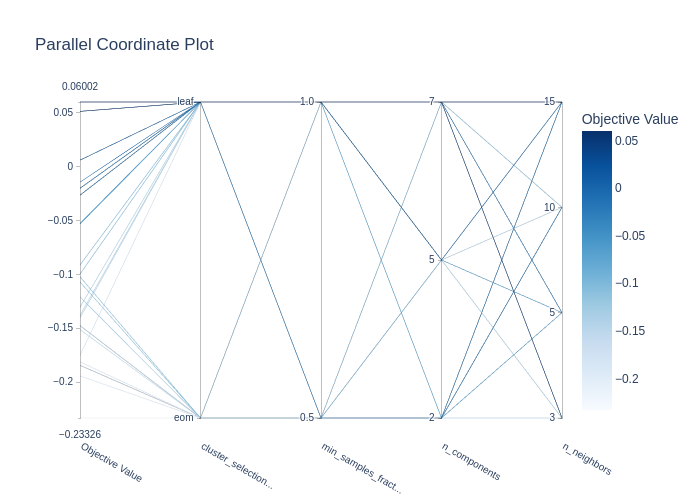 Parallel Coordinate Plot
0.06002
0.05
0
−0.05
−0.1
−0.15
−0.2
−0.23326
Objective Value
leaf
eom
cluster_selection...
1.0
0.5
min_samples_fract...
7
5
2
n_components
15
10
5
3
n_neighbors
Objective Value
0.05
0
−0.05
−0.1
−0.15
−0.2